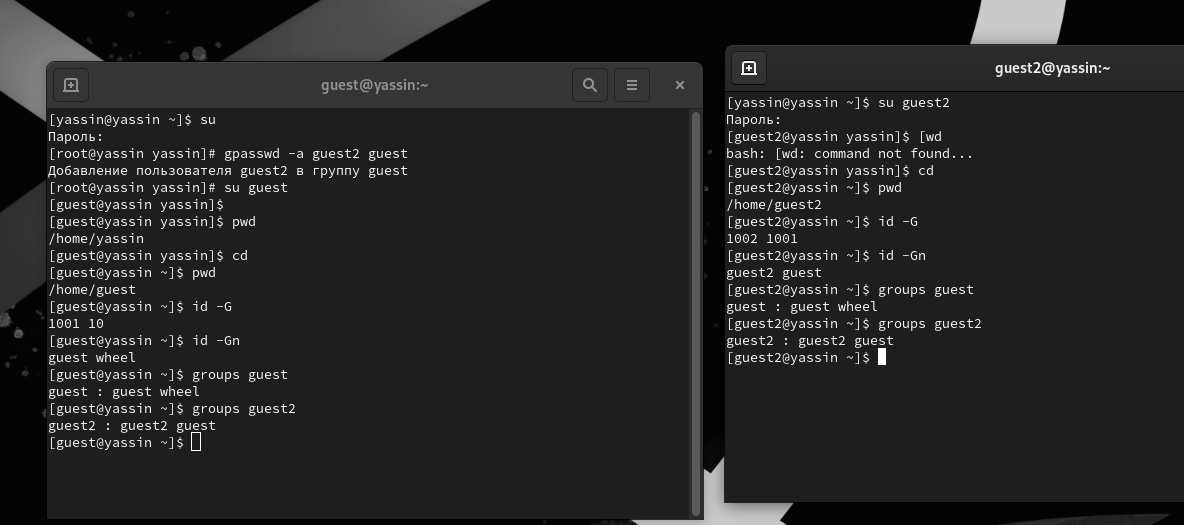 guest@yassin:~
[yassin@yassin ~]$ su
Пароль:
[root@yassin yassin]# gpasswd -a guest2 guest
Добавление пользователя guest2 в группу guest
[root@yassin yassin]# su guest
[guest@yassin yassin]$
[guest@yassin yassin]$ pwd
/home/yassin
[guest@yassin yassin]$ cd
[guest@yassin ~]$ pwd
/home/guest
[guest@yassin ~]$ id -G
1001 10
[guest@yassin ~]$ id -Gn
guest wheel
[guest@yassin ~]$ groups guest
guest : guest wheel
[guest@yassin ~]$ groups guest2
guest2 : guest2 guest
[guest@yassin ~]$
guest2@yassin:~
[yassin@yassin ~]$ su guest2
Пароль:
[guest2@yassin yassin]$ [wd
bash: [wd: command not found...
[guest2@yassin yassin]$ cd
[guest2@yassin ~]$ pwd
/home/guest2
[guest2@yassin ~]$ id -G
1002 1001
[guest2@yassin ~]$ id -Gn
guest2 guest
[guest2@yassin ~]$ groups guest
guest : guest wheel
[guest2@yassin ~]$ groups guest2
guest2 : guest2 guest
[guest2@yassin ~]$